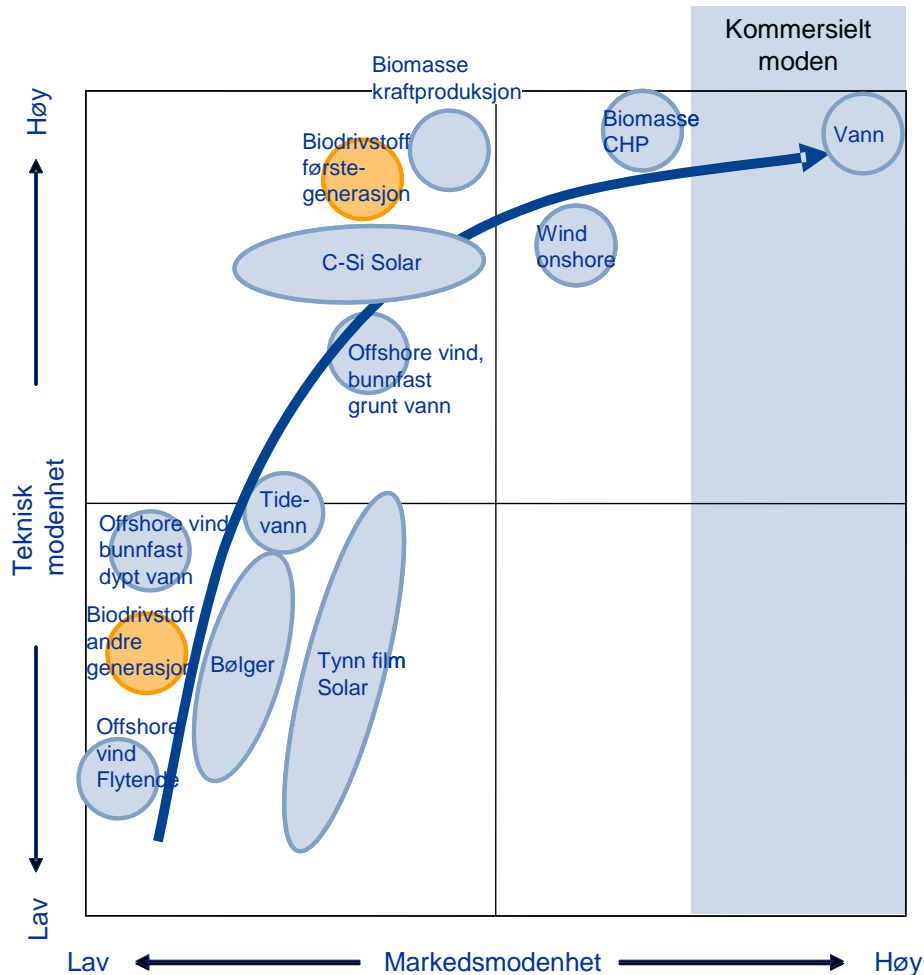 Kommersielt
moden
Biomasse
kraftproduksjon
Høy
Biomasse
CHP
Vann
Biodrivstoff
første-
generasjon
Wind
onshore
C-Si Solar
Offshore vind,
bunnfast
grunt vann
Teknisk
modenhet
Tide-
vann
Offshore vind
bunnfast
dypt vann
Biodrivstoff
andre
generasjon
Bølger
Tynn film
Solar
Offshore
vind
Flytende
Lav
Lav
Markedsmodenhet
Høy